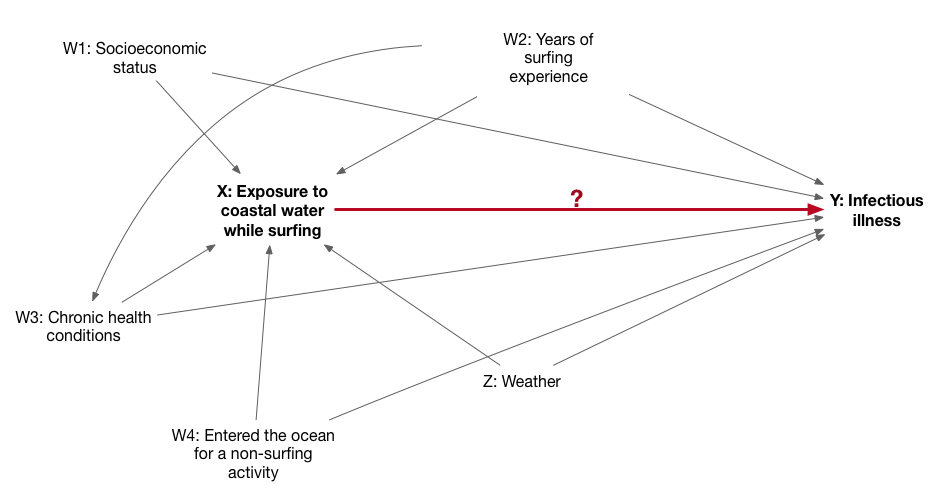 W1: Socioeconomic
status
W2: Years of
surfing
experience
X: Exposure to
coastal water
while surfing
?
Y: Infectious
illness
W3: Chronic health
conditions
Z: Weather
W4: Entered the ocean
for a non-surfing
activity